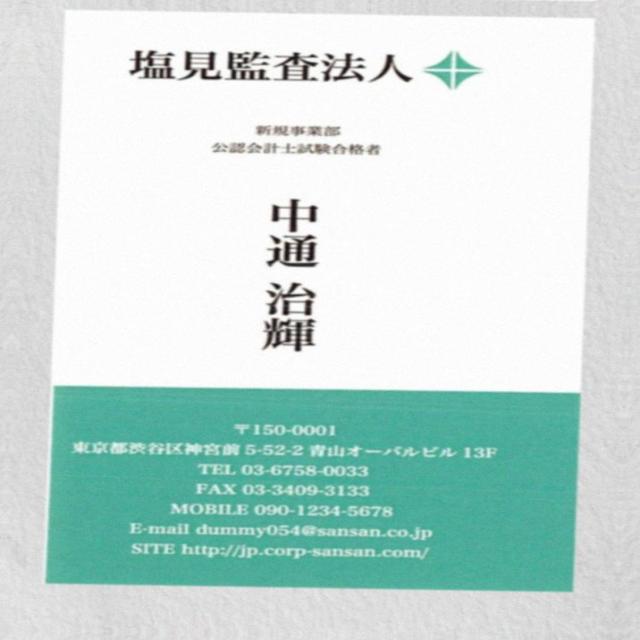 塩見監査法人
新規事業部
公認会計士試験合格者
中通 治輝
〒150-0001
東京都渋谷区神宮前 5-52-2 青山オーバルビル 13F
TEL 03-6758-0033
FAX 03-3409-3133
MOBILE 090-1234-5678
E-mail dummy054@sansan.co.jp
SITE http://jp.corp-sansan.com/